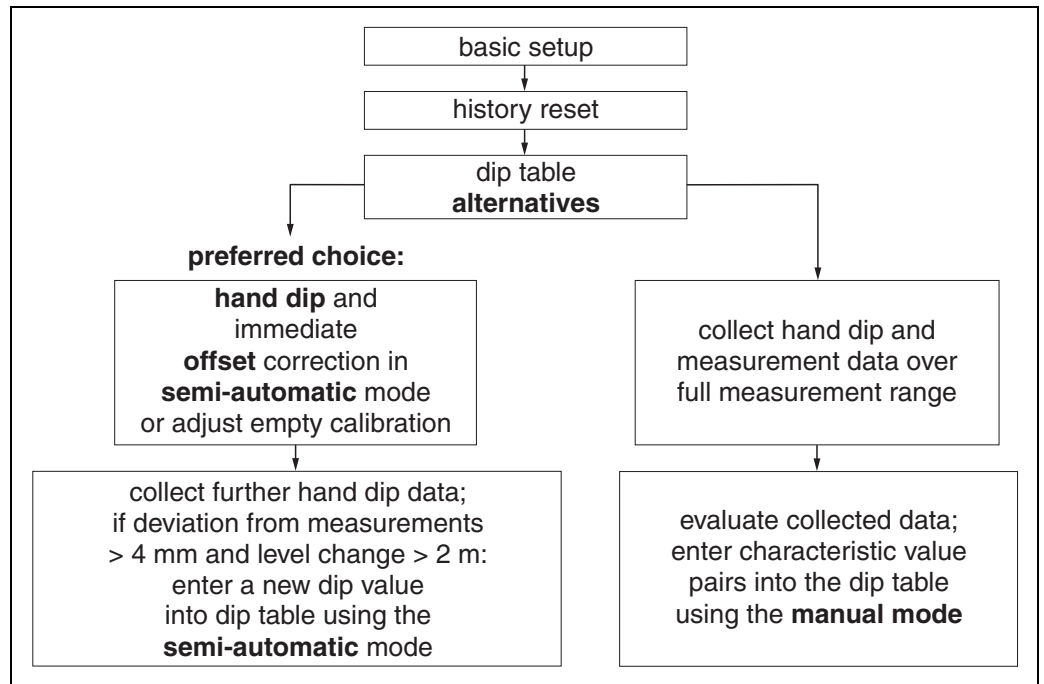 basic setup
history reset
dip table
alternatives
preferred choice:
hand dip and
immediate
offset correction in
semi-automatic mode
or adjust empty calibration
collect further hand dip data;
if deviation from measurements
> 4 mm and level change > 2 m:
enter a new dip value
into dip table using the
semi-automatic mode
collect hand dip and
measurement data over
full measurement range
evaluate collected data;
enter characteristic value
pairs into the dip table
using the manual mode